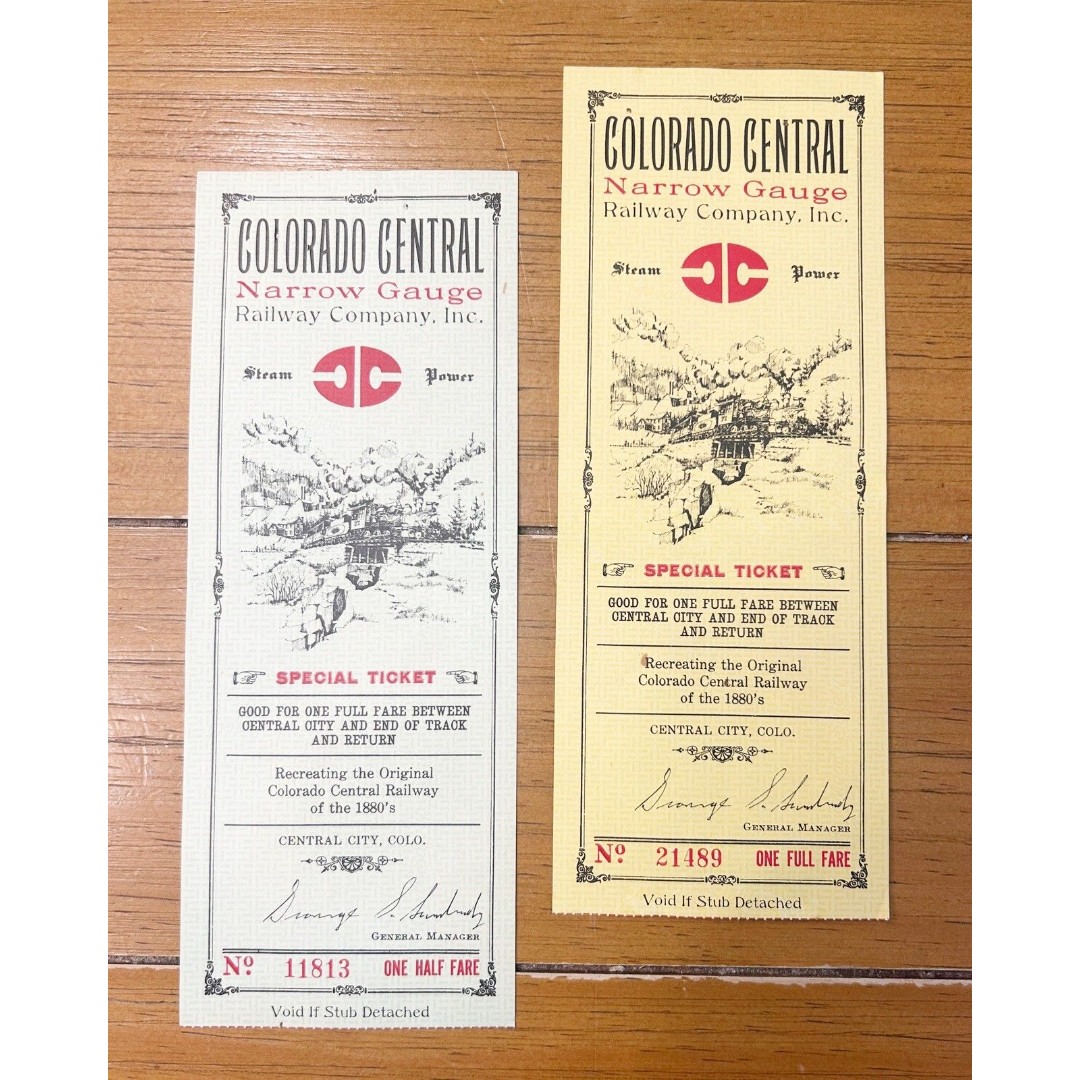 COLORADO CENTRAL
Narrow Gauge
Railway Company, Inc.
Steam Power
SPECIAL TICKET
GOOD FOR ONE FULL FARE BETWEEN
CENTRAL CITY AND END OF TRACK
AND RETURN
Recreating the Original
Colorado Central Railway
of the 1880's
CENTRAL CITY, COLO.
George S.
GENERAL MANAGER
Nº 11813 ONE HALF FARE
Void If Stub Detached
COLORADO CENTRAL
Narrow Gauge
Railway Company, Inc.
Steam Power
SPECIAL TICKET
GOOD FOR ONE FULL FARE BETWEEN
CENTRAL CITY AND END OF TRACK
AND RETURN
Recreating the Original
Colorado Central Railway
of the 1880's
CENTRAL CITY, COLO.
George S.
GENERAL MANAGER
Nº 21489 ONE FULL FARE
Void If Stub Detached